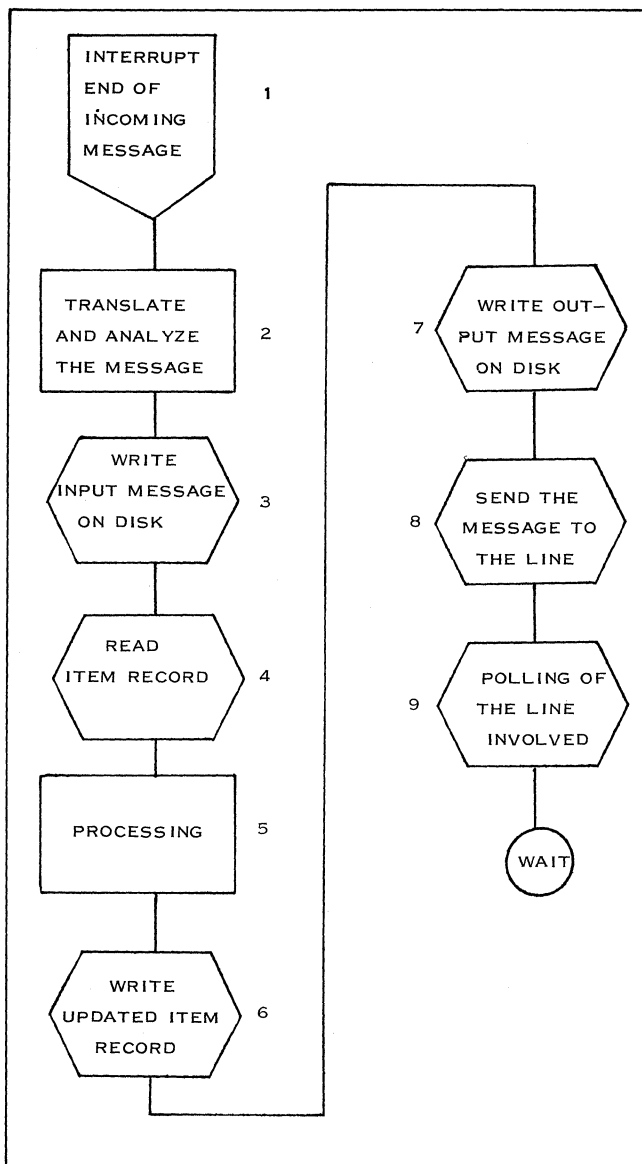 INTERRUPT
END OF
INCOMING
MESSAGE
1
TRANSLATE
AND ANALYZE
THE MESSAGE
2
WRITE
INPUT MESSAGE
ON DISK
3
READ
ITEM RECORD
4
PROCESSING
5
WRITE
UPDATED ITEM
RECORD
6
7
WRITE OUT-
PUT MESSAGE
ON DISK
8
SEND THE
MESSAGE TO
THE LINE
9
POLLING OF
THE LINE
INVOLVED
WAIT